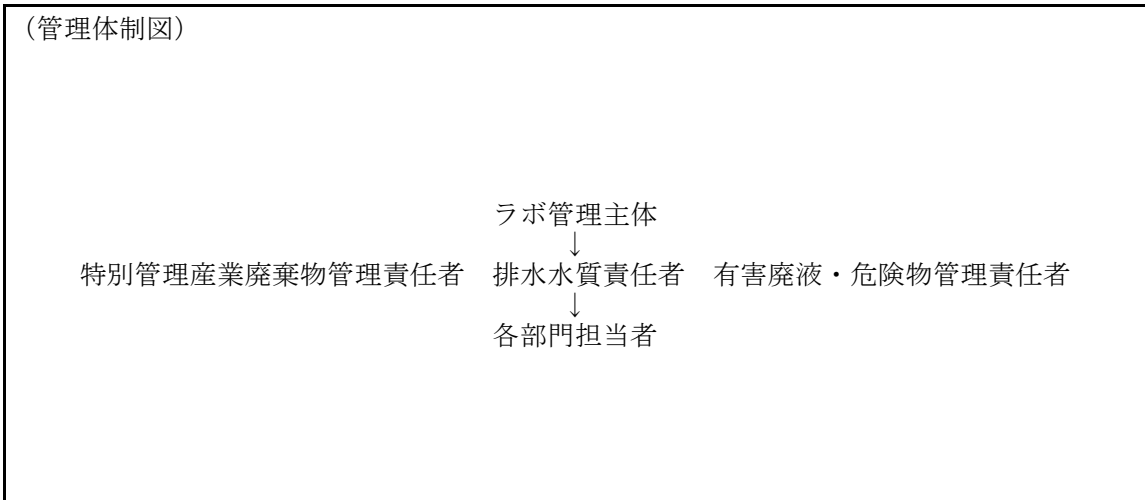 （管理体制図）
ラボ管理主体
↓
特別管理産業廃棄物管理責任者　排水水質責任者　有害廃液・危険物管理責任者
↓
各部門担当者